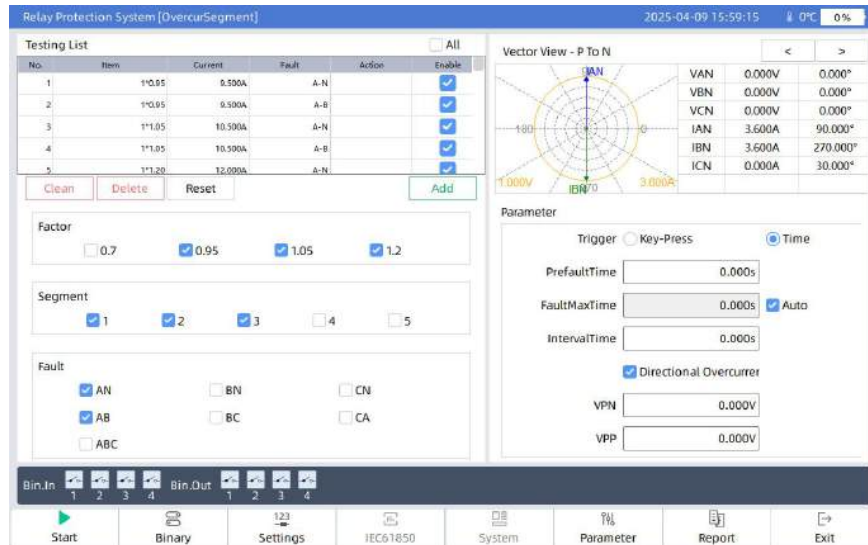 Relay Protection System [OvercurSegment] 2025-04-09 15:59:15 0℃ 0%
Testing List All
No. Item Current Fault Action Enable
1 1*0.95 9.500A A-N
2 1*0.95 9.500A A-B
3 1*1.05 10.500A A-N
4 1*1.05 10.500A A-B
5 1*1.20 12.000A A-N
Clean Delete Reset Add
Factor
0.7 0.95 1.05 1.2
Segment
1 2 3 4 5
Fault
AN BN CN
AB BC CA
ABC
Vector View - P To N < >
IAN
180 0
IBN 270
1.000V 3.000A
VAN 0.000V 0.000°
VBN 0.000V 0.000°
VCN 0.000V 0.000°
IAN 3.600A 90.000°
IBN 3.600A 270.000°
ICN 0.000A 30.000°
Parameter
Trigger Key-Press Time
PrefaultTime 0.000s
FaultMaxTime 0.000s Auto
IntervalTime 0.000s
Directional Overcurrer
VPN 0.000V
VPP 0.000V
Bin.In 1 2 3 4 Bin.Out 1 2 3 4
123
Start Binary Settings IEC61850 System Parameter Report Exit